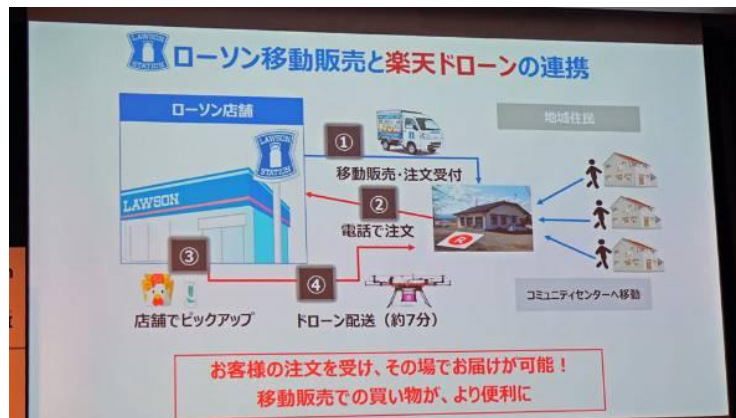 LAWSON
STATION
ローソン移動販売と楽天ドローンの連携
ローソン店舗
地域住民
LAWSON
STATION
LAWSON
①
移動販売・注文受付
②
電話で注文
R
③
店舗でピックアップ
④
ドローン配送（約7分）
コミュニティセンターへ移動
お客様の注文を受け、その場でお届けが可能！
移動販売での買い物が、より便利に